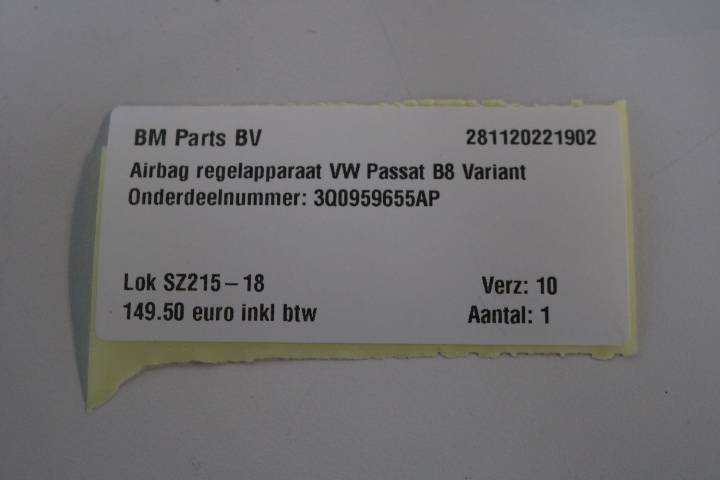 BM Parts BV 281120221902
Airbag regelapparaat VW Passat B8 Variant
Onderdeelnummer: 3Q0959655AP
Lok SZ215-18 Verz: 10
149.50 euro inkl btw Aantal: 1